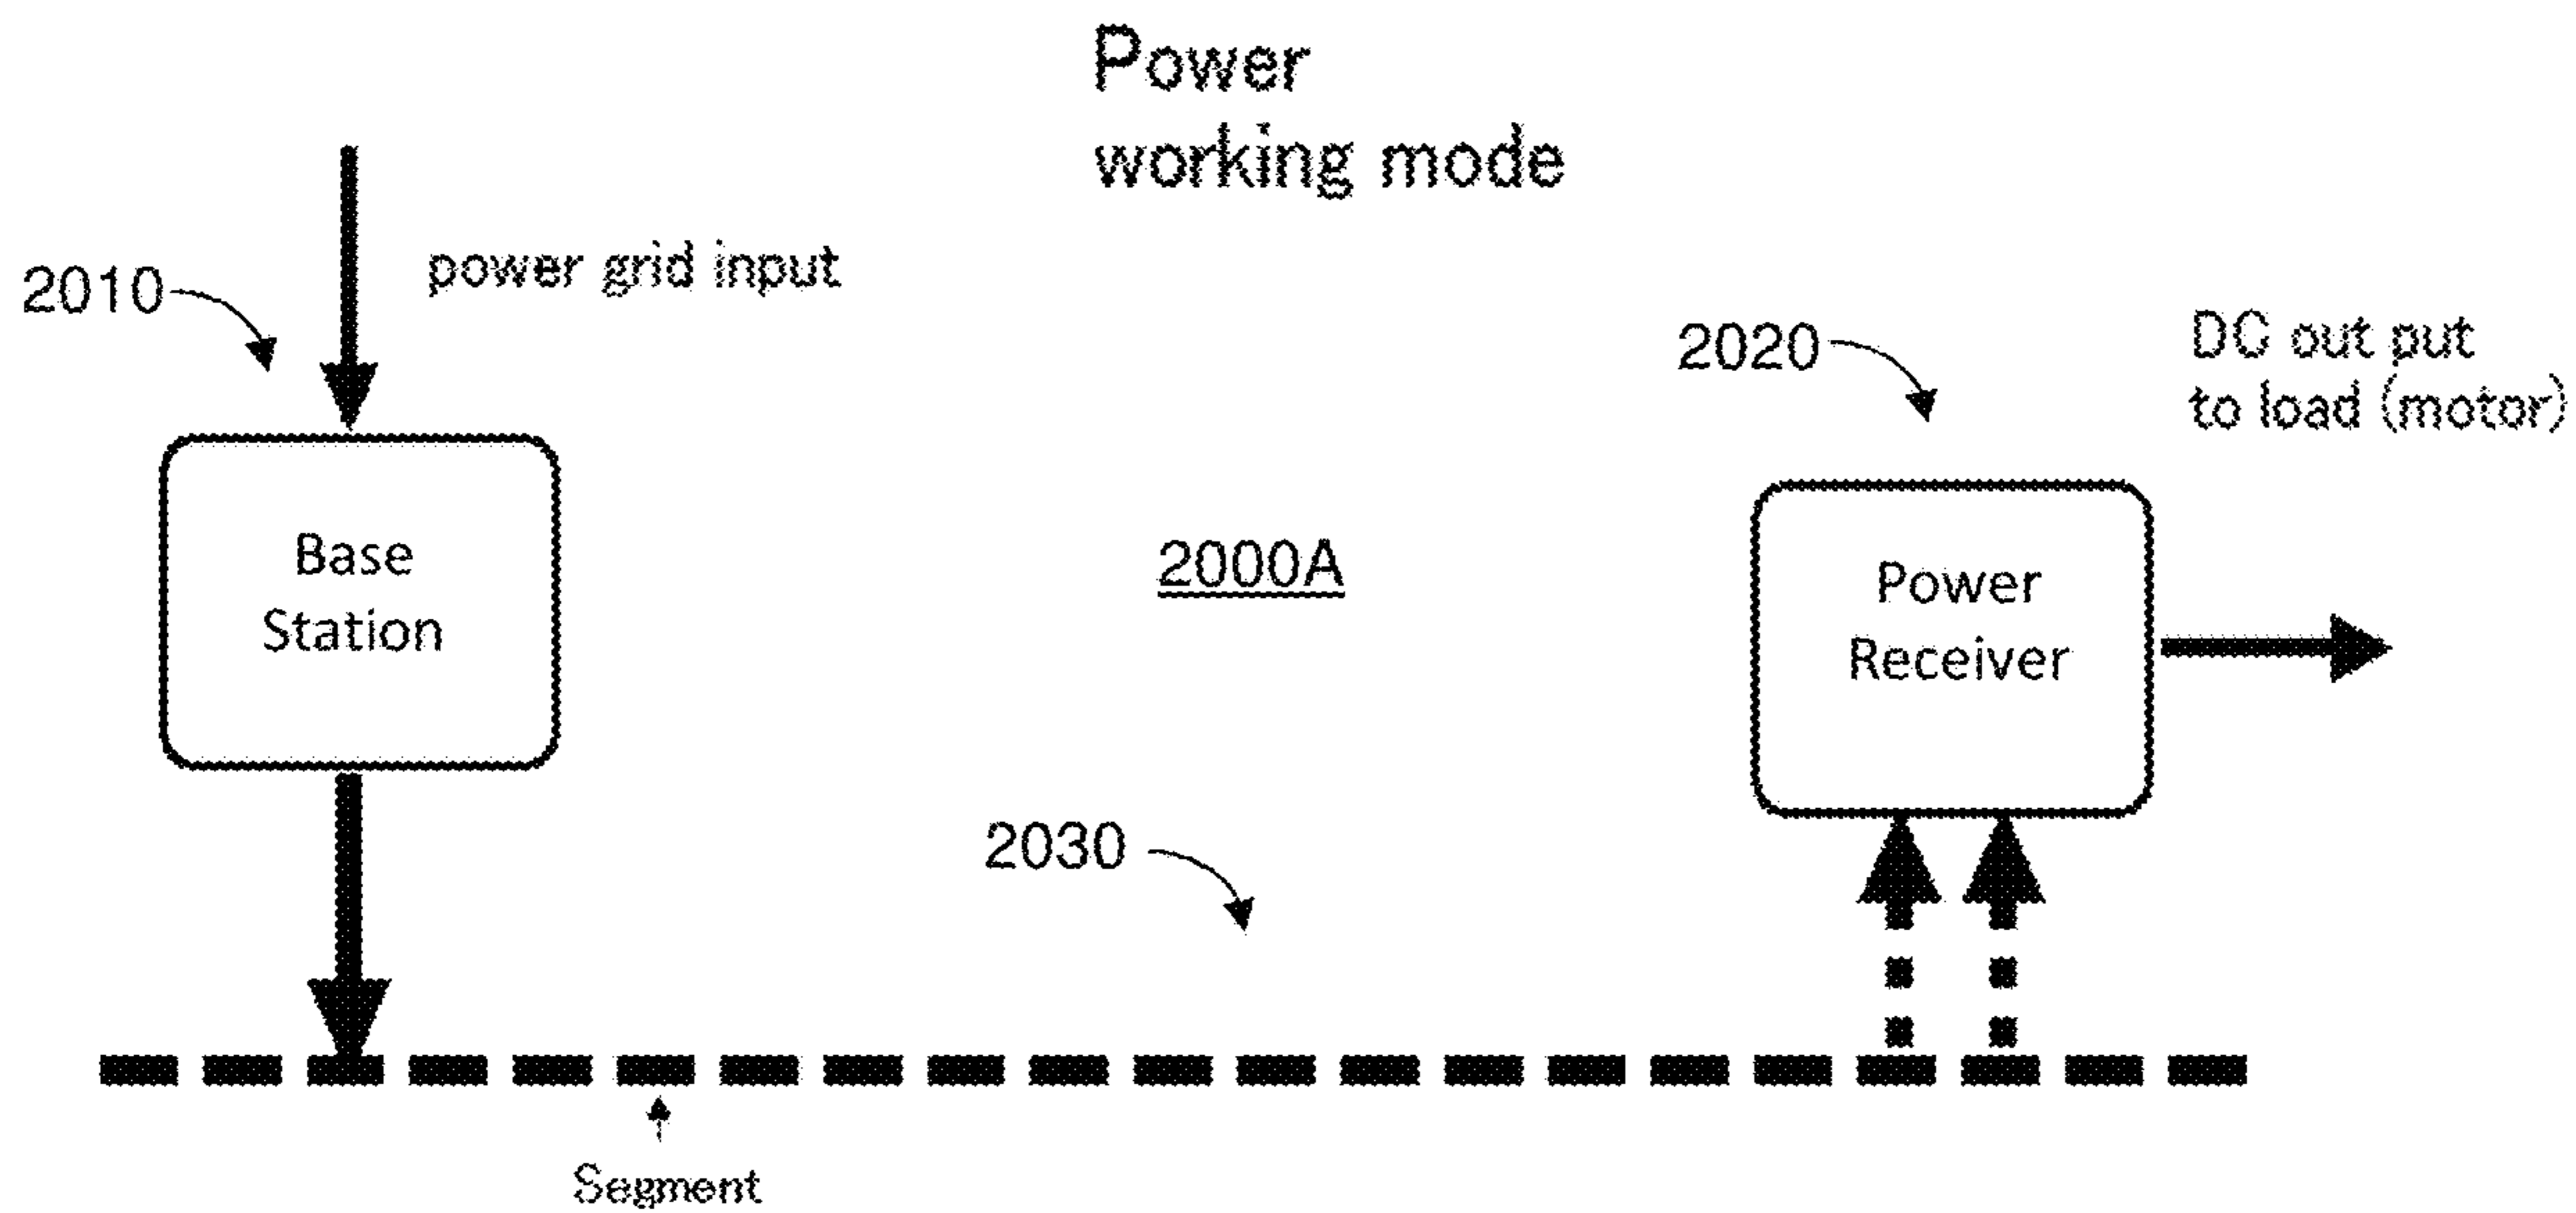 Power
working mode
power grid input
2010
2020
DC out put
to load (motor)
Base
Station
2000A
Power
Receiver
2030
Segment